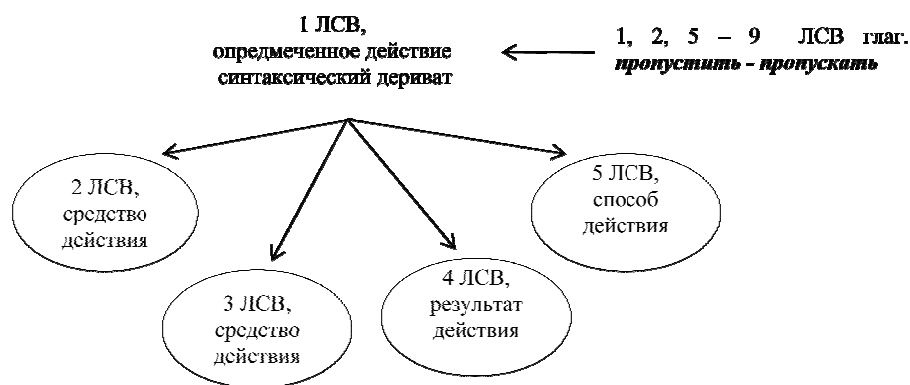 1 ЛСВ,
опредмеченное действие
синтаксический дериват
1, 2, 5 – 9 ЛСВ глаг.
пропустить - пропускать
2 ЛСВ,
средство
действия
5 ЛСВ,
способ
действия
3 ЛСВ,
средство
действия
4 ЛСВ,
результат
действия